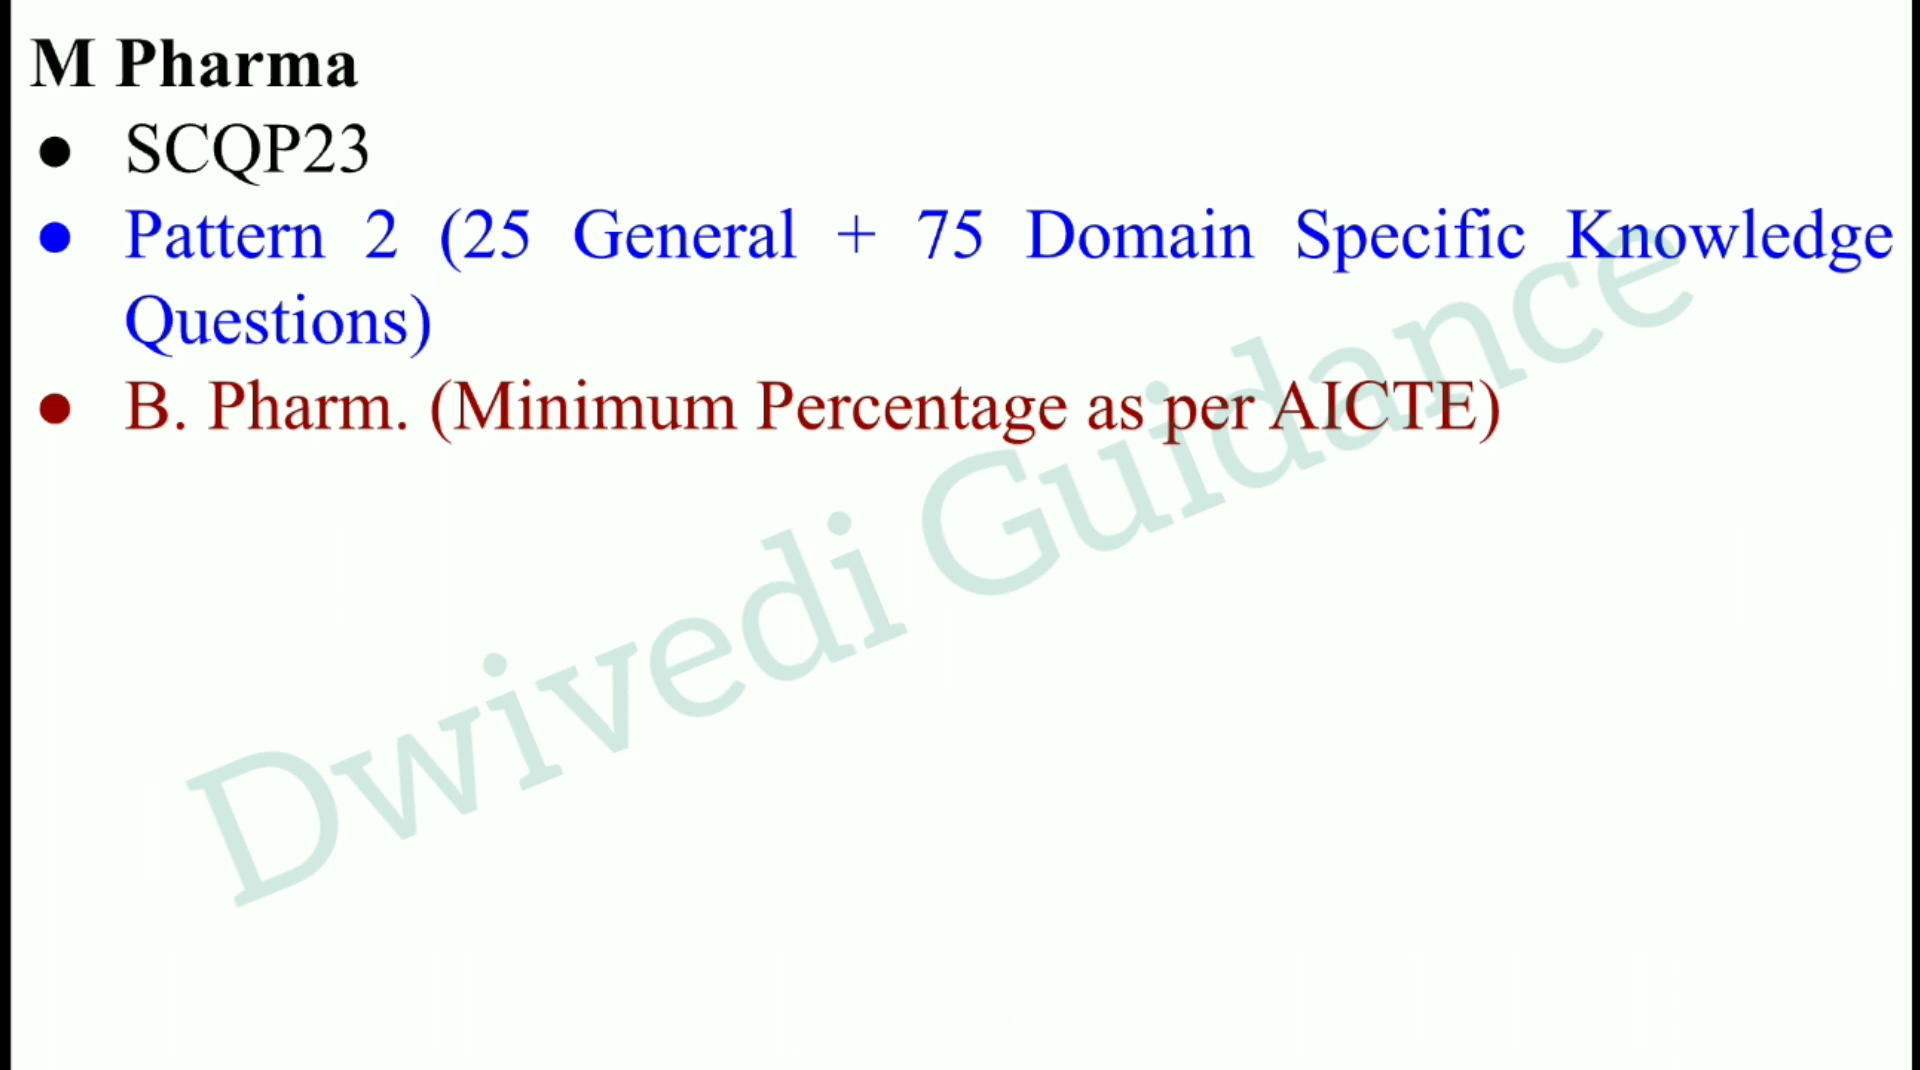 M Pharma
● SCQP23
● Pattern 2 (25 General + 75 Domain Specific Knowledge
Questions)
● B. Pharm. (Minimum Percentage as per AICTE)
Dwivedi Guidance